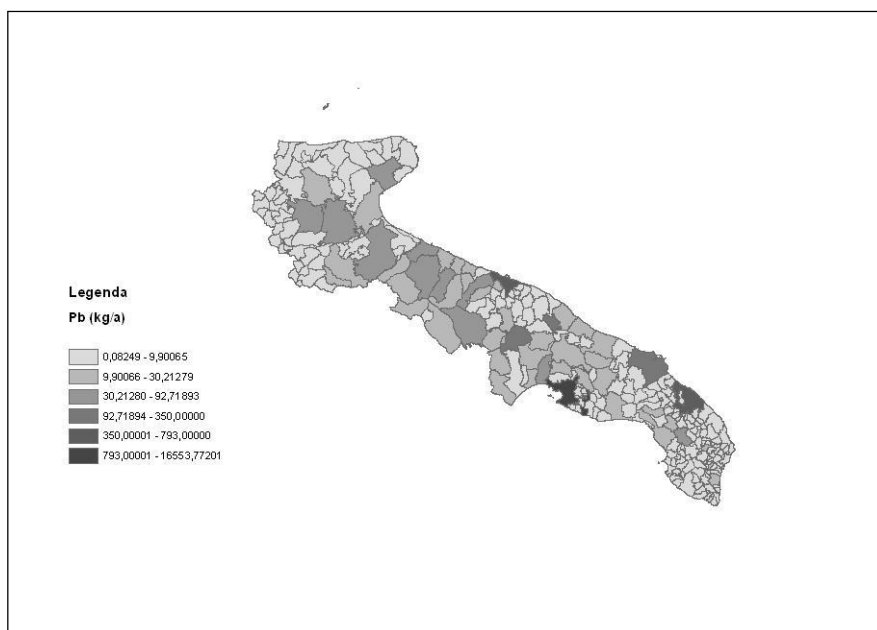 Legenda
Pb (kg/a)
0,08249 - 9,90065
9,90066 - 30,21279
30,21280 - 92,71893
92,71894 - 350,00000
350,00001 - 793,00000
793,00001 - 16553,77201